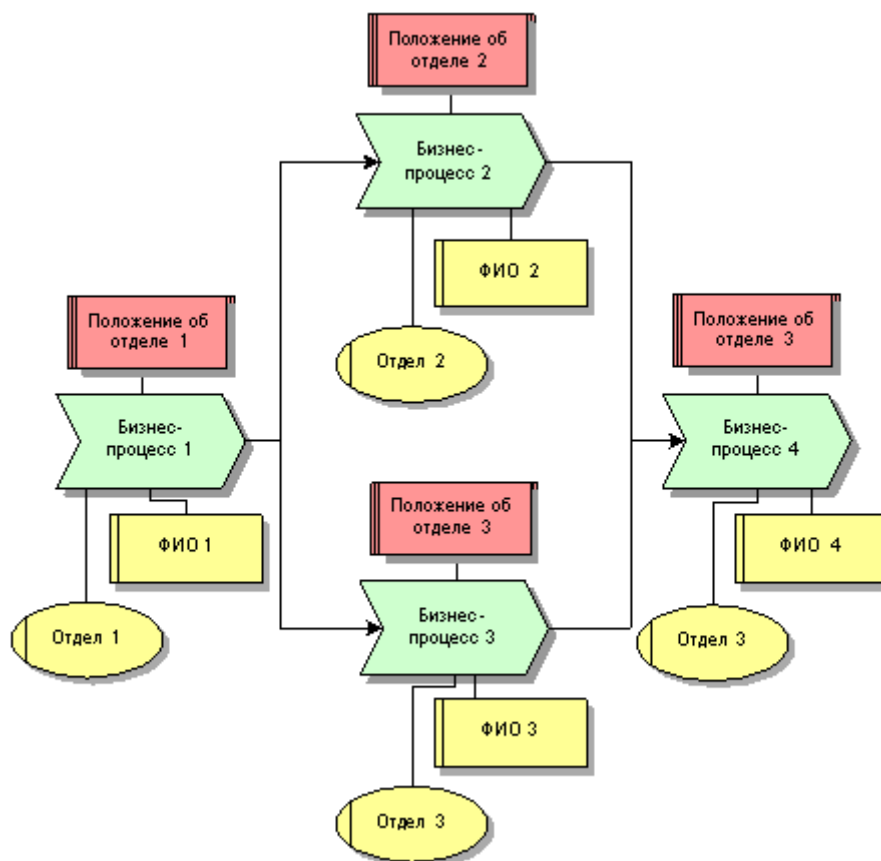 Положение об
отделе 2
Бизнес-
процесс 2
ФИО 2
Отдел 2
Положение об
отделе 1
Бизнес-
процесс 1
ФИО 1
Отдел 1
Положение об
отделе 3
Бизнес-
процесс 3
ФИО 3
Отдел 3
Положение об
отделе 3
Бизнес-
процесс 4
ФИО 4
Отдел 3